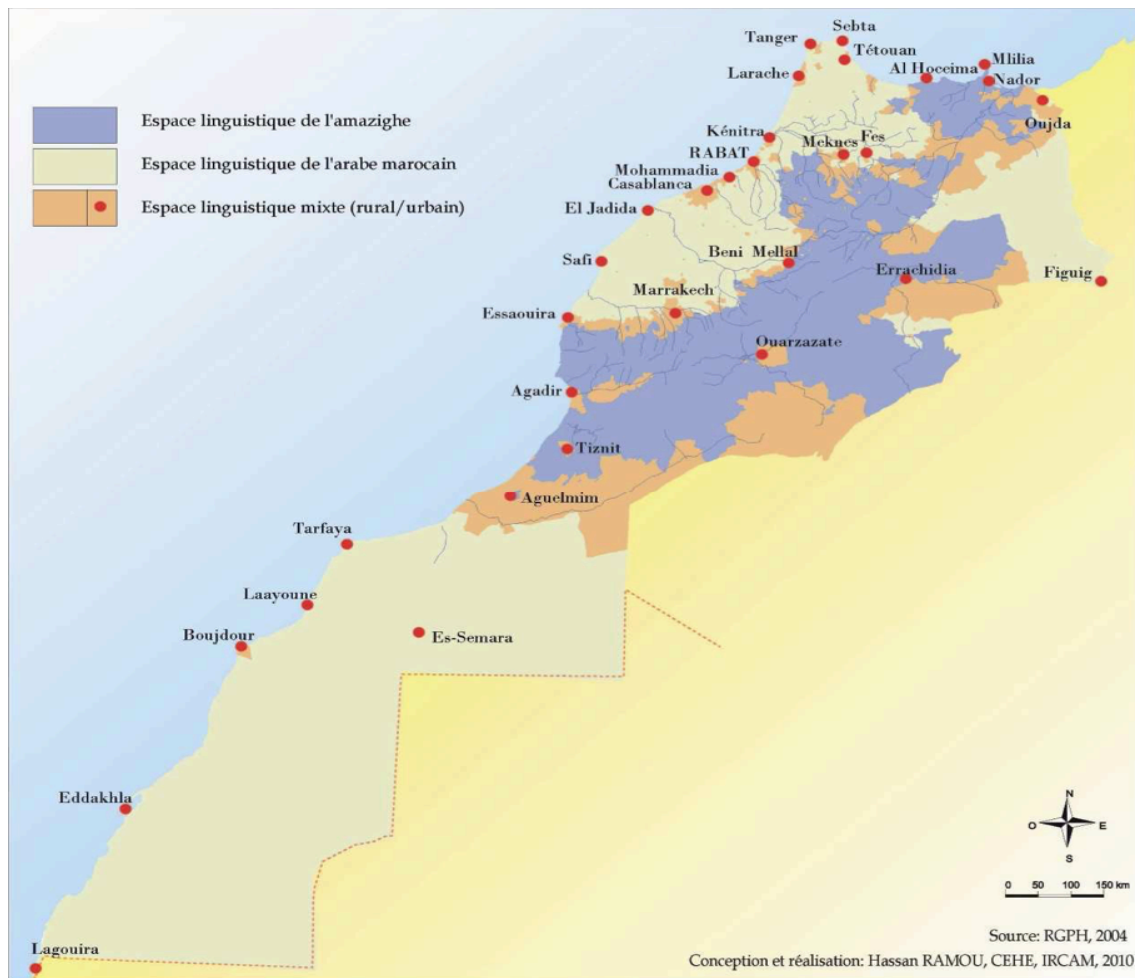 Sebta
Tanger
Tétouan
Mlilia
Al Hoceima
Larache
Nador
Oujda
Espace linguistique de l'amazighe
Kénitra
Meknes Fes
Espace linguistique de l'arabe marocain
RABAT
Mohammadia
Casablanca
Espace linguistique mixte (rural/urbain)
El Jadida
Beni Mellal
Safi
Errachidia
Figuig
Marrakech
Essaouira
Ouarzazate
Agadir
Tiznit
Aguelmim
Tarfaya
Laayoune
Boujdour
Es-Semara
Eddakhla
N
O E
S
0 50 100 150 km
Source: RGPH, 2004
Lagouira
Conception et réalisation: Hassan RAMOU, CEHE, IRCAM, 2010